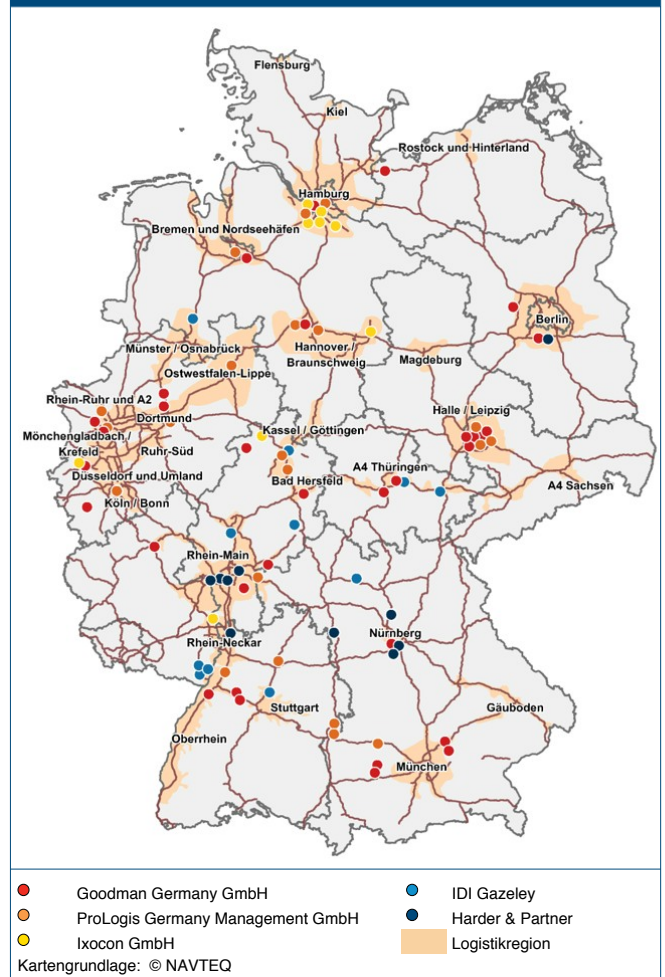 Flensburg
Kiel
Rostock und Hinterland
Hamburg
Bremen und Nordseehäfen
Berlin
Münster / Osnabrück
Hannover /
Braunschweig
Magdeburg
Ostwestfalen-Lippe
Rhein-Ruhr und A2
Dortmund
Halle / Leipzig
Mönchengladbach /
Krefeld
Ruhr-Süd
Kassel / Göttingen
Düsseldorf und Umland
Bad Hersfeld
A4 Thüringen
A4 Sachsen
Köln / Bonn
Rhein-Main
Rhein-Neckar
Nürnberg
Stuttgart
Gäuboden
Oberrhein
München
Goodman Germany GmbH
IDI Gazeley
ProLogis Germany Management GmbH
Harder & Partner
Ixocon GmbH
Logistikregion
Kartengrundlage: © NAVTEQ